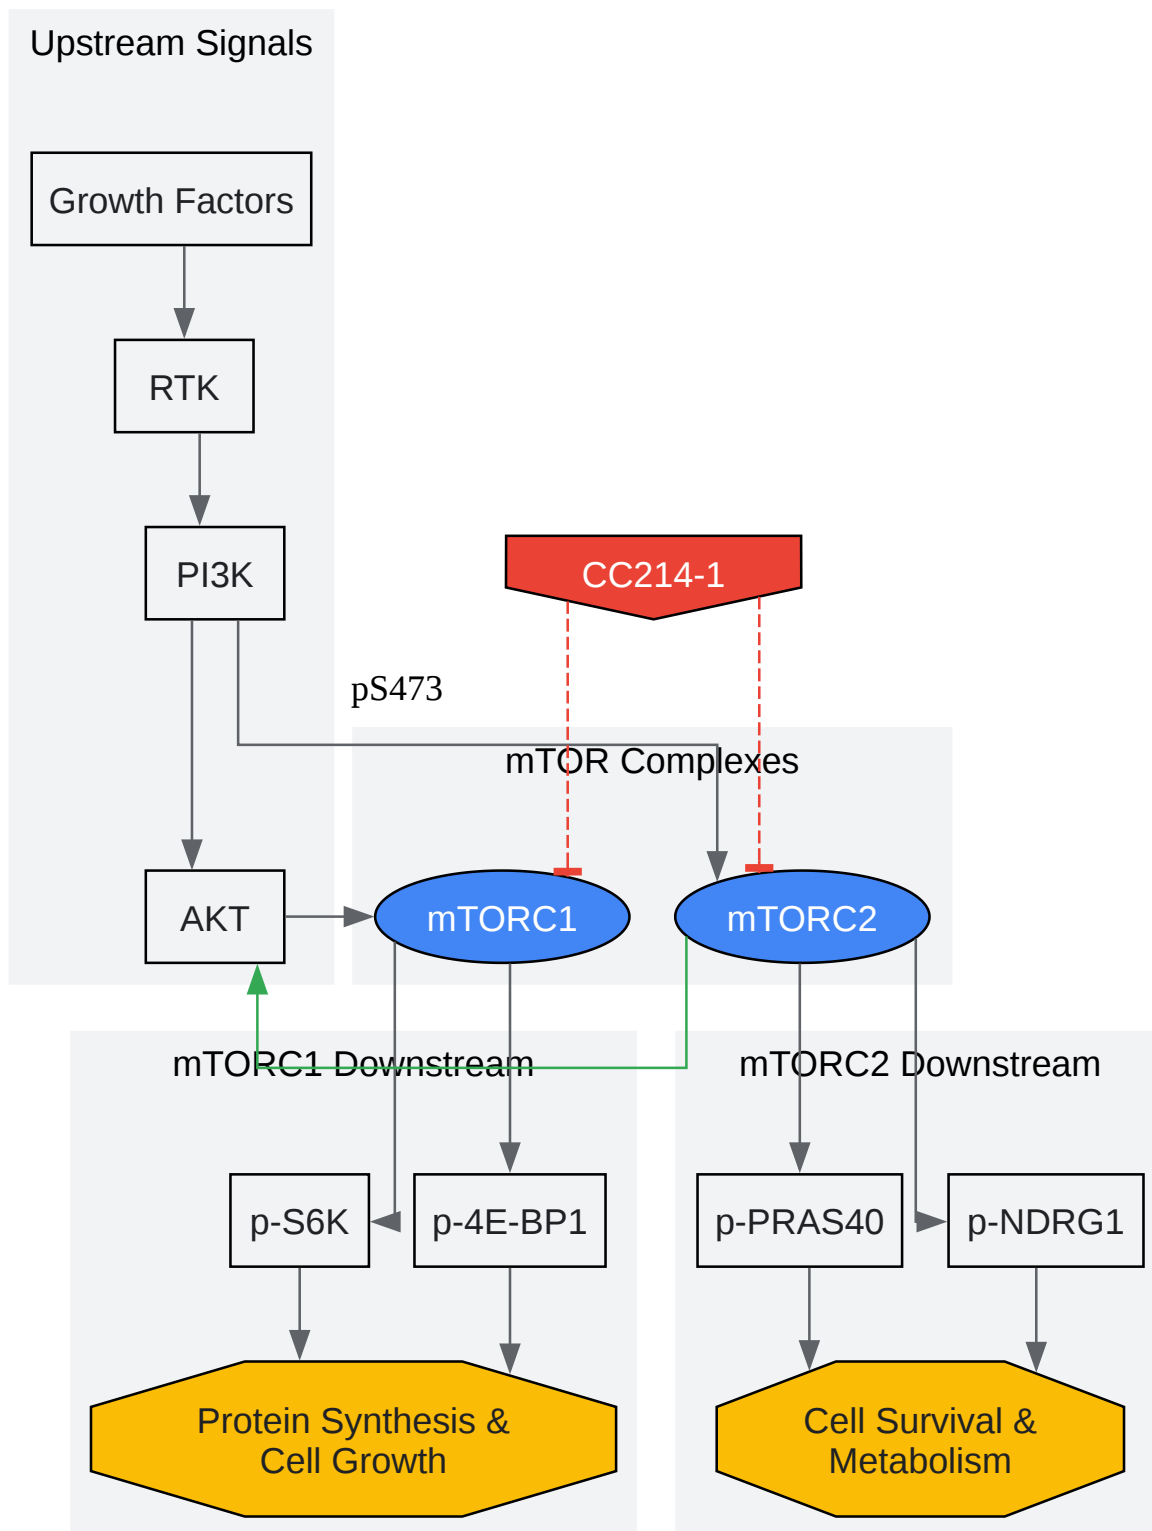 Upstream Signals
Growth Factors
RTK
PI3K
CC214-1
pS473
mTOR Complexes
AKT
mTORC1
mTORC2
mTORC1 Downstream
mTORC2 Downstream
p-S6K
p-4E-BP1
p-PRAS40
p-NDRG1
Protein Synthesis &
Cell Growth
Cell Survival &
Metabolism